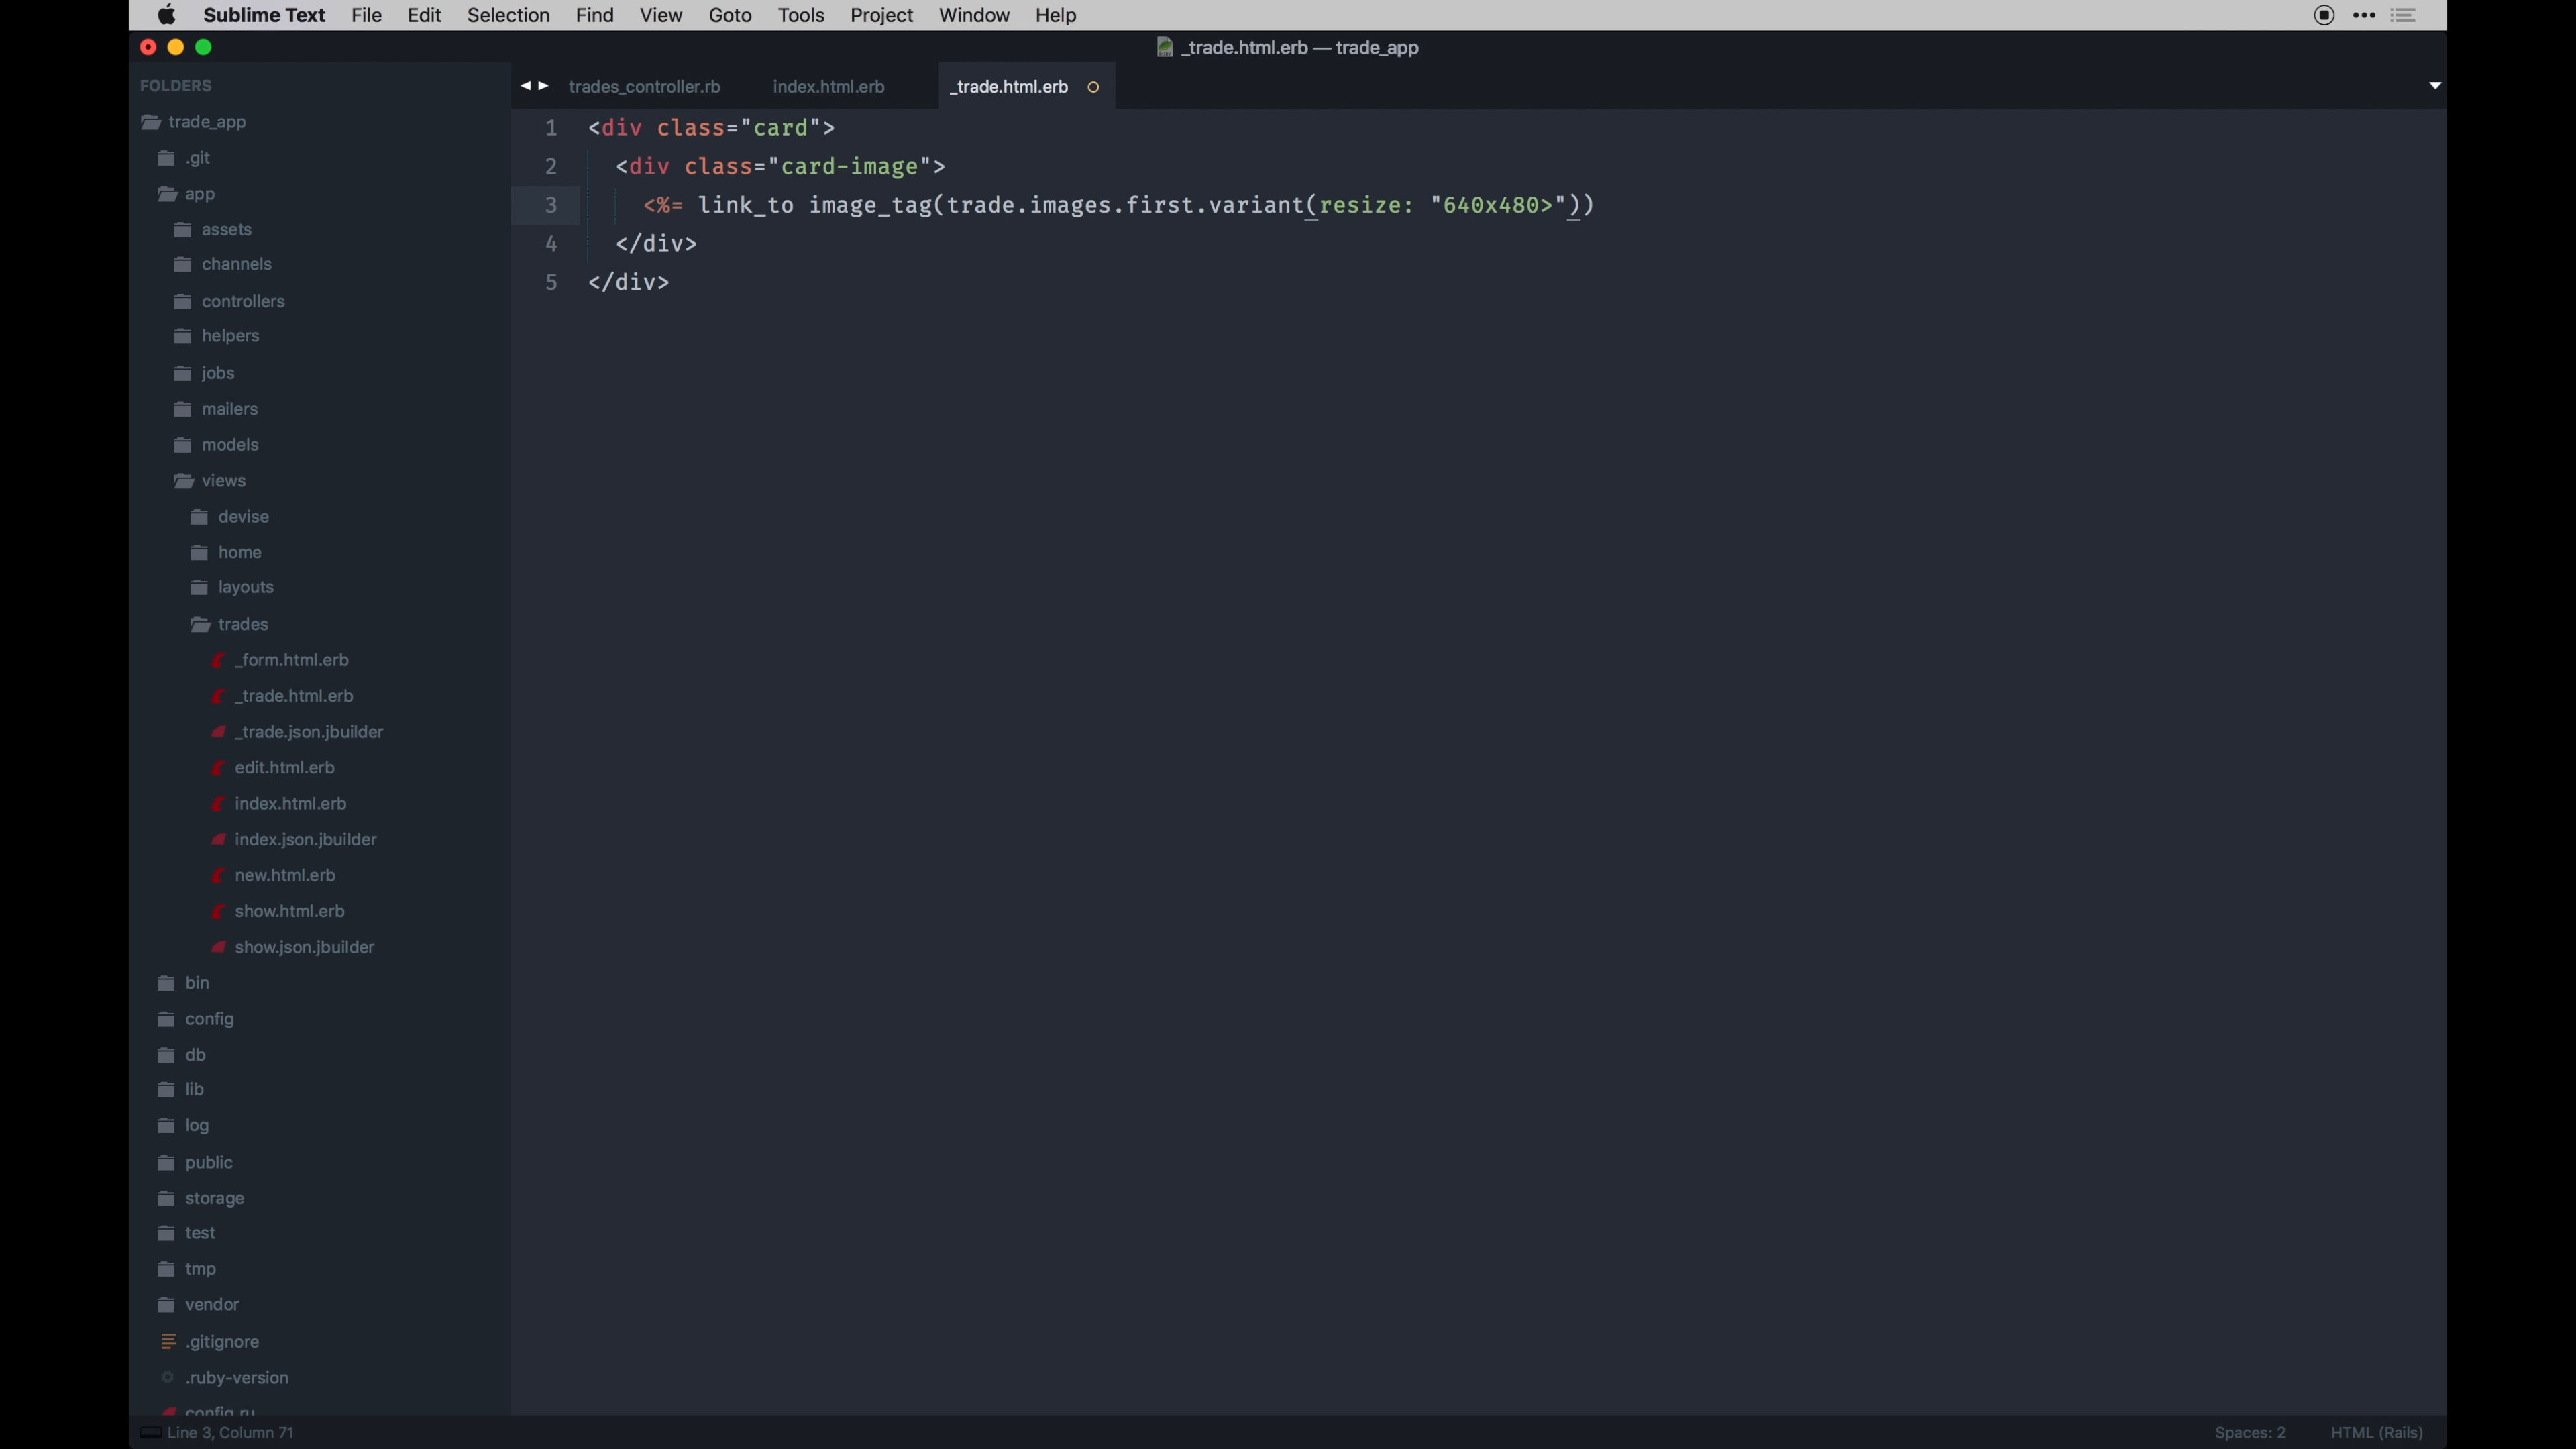 Sublime Text File Edit Selection Find View Goto Tools Project Window Help
_trade.html.erb — trade_app
FOLDERS
trade_app
.git
app
assets
channels
controllers
helpers
jobs
mailers
models
views
devise
home
layouts
trades
_form.html.erb
_trade.html.erb
_trade.json.jbuilder
edit.html.erb
index.html.erb
index.json.jbuilder
new.html.erb
show.html.erb
show.json.jbuilder
bin
config
db
lib
log
public
storage
test
tmp
vendor
.gitignore
.ruby-version
config.ru
trades_controller.rb index.html.erb _trade.html.erb
1 <div class="card">
2 <div class="card-image">
3 <%= link_to image_tag(trade.images.first.variant(resize: "640x480>"))
4 </div>
5 </div>
Line 3, Column 71 Spaces: 2 HTML (Rails)